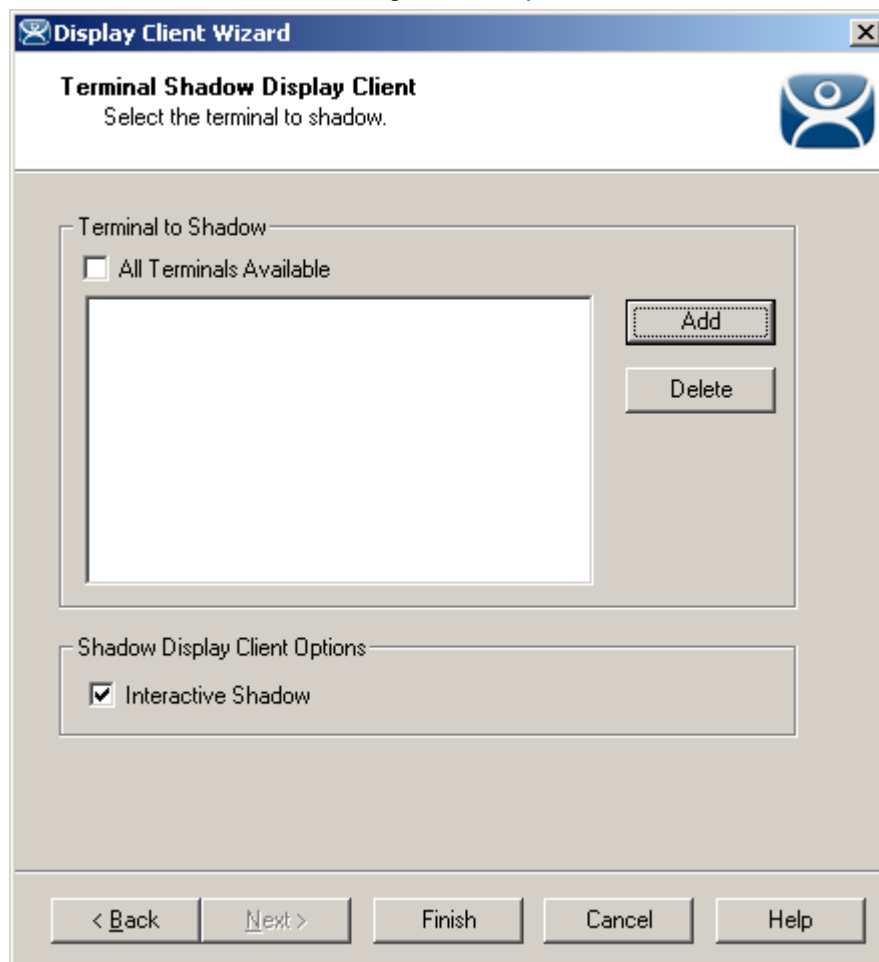 Display Client Wizard
Terminal Shadow Display Client
Select the terminal to shadow.
Terminal to Shadow
All Terminals Available
Add
Delete
Shadow Display Client Options
Interactive Shadow
< Back Next > Finish Cancel Help